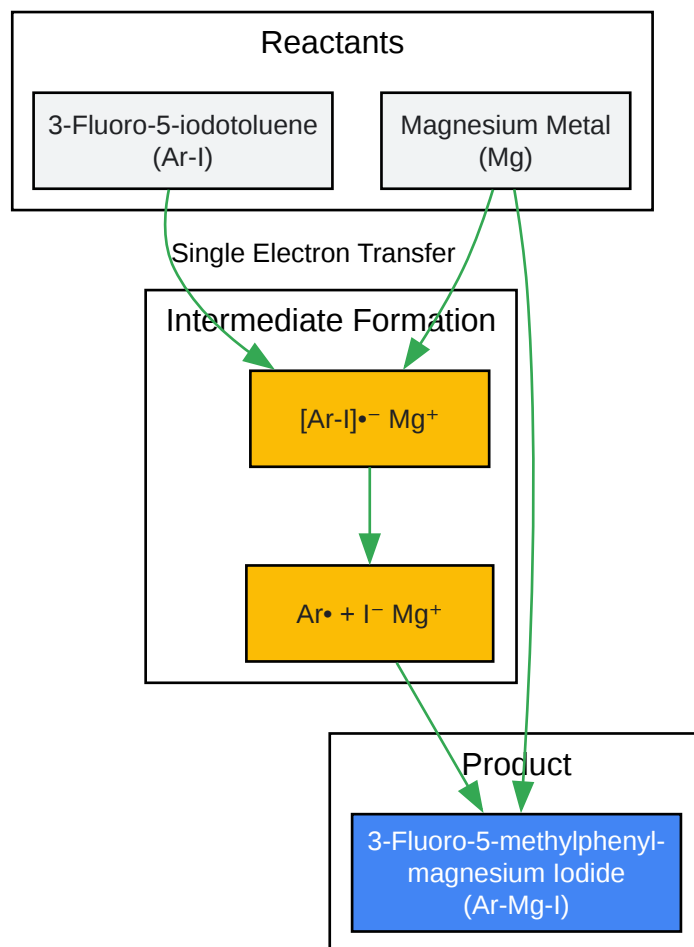 Reactants
3-Fluoro-5-iodotoluene
(Ar-I)
Magnesium Metal
(Mg)
Single Electron Transfer
Intermediate Formation
[Ar-I]•⁻ Mg⁺
Ar• + I⁻ Mg⁺
Product
3-Fluoro-5-methylphenyl-
magnesium Iodide
(Ar-Mg-I)